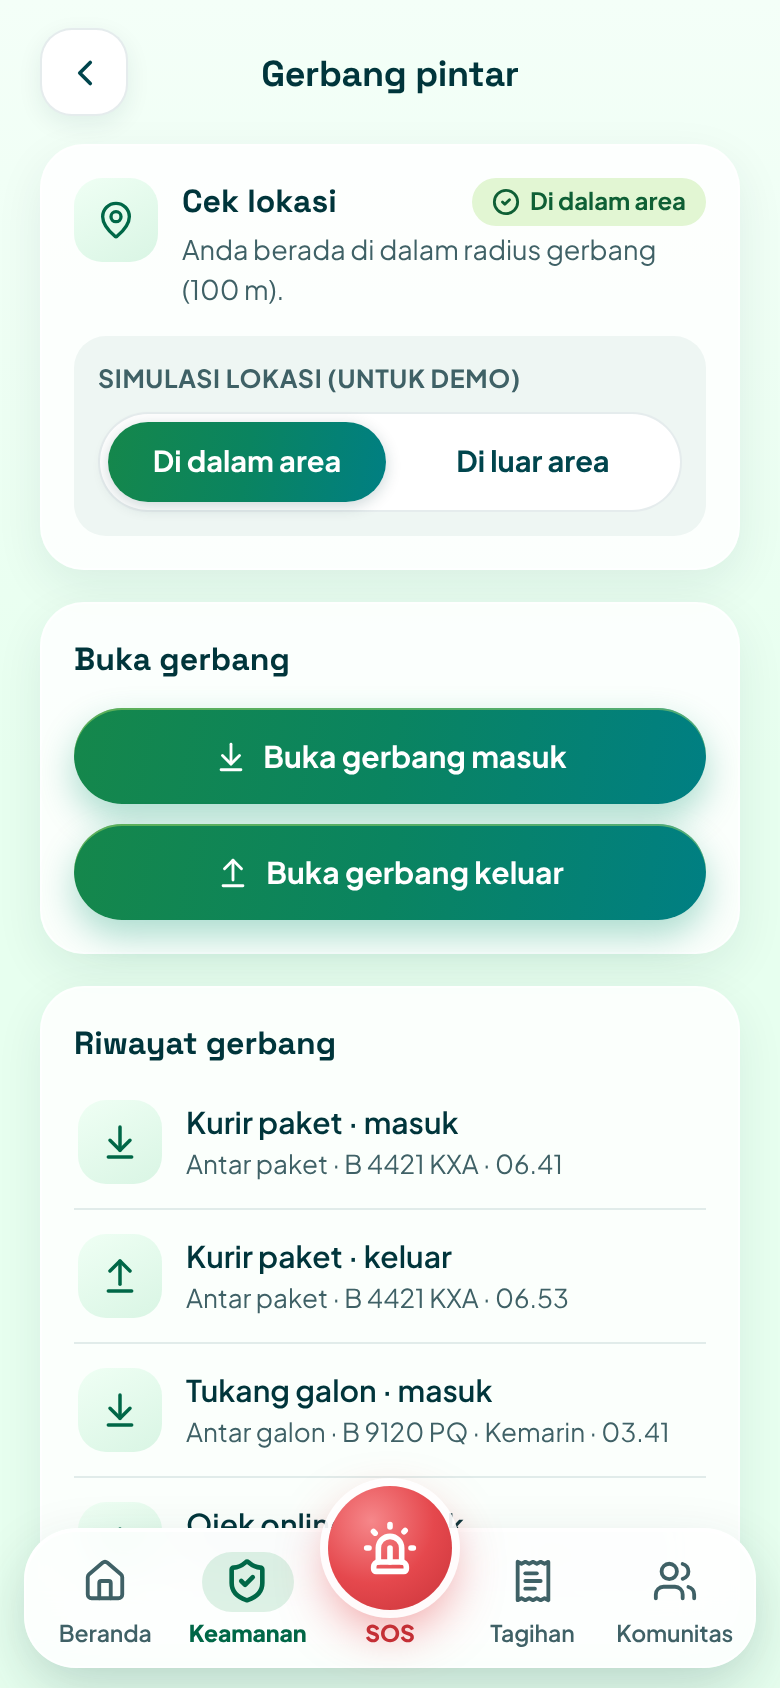 Gerbang pintar
Cek lokasi
Di dalam area
Anda berada di dalam radius gerbang
(100 m).
SIMULASI LOKASI (UNTUK DEMO)
Di dalam area
Di luar area
Buka gerbang
Buka gerbang masuk
Buka gerbang keluar
Riwayat gerbang
Kurir paket · masuk
Antar paket · B 4421 KXA · 06.41
Kurir paket · keluar
Antar paket · B 4421 KXA · 06.53
Tukang galon · masuk
Antar galon · B 9120 PQ · Kemarin · 03.41
Ojek
Beranda
Keamanan
SOS
Tagihan
Komunitas